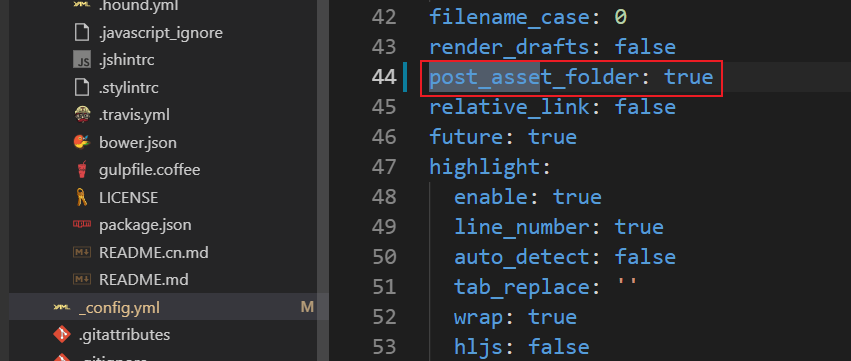 .hound.yml
.javascript_ignore
.jshintrc
.stylintrc
.travis.yml
bower.json
gulpfile.coffee
LICENSE
package.json
README.cn.md
README.md
_config.yml M
.gitattributes
.gitignore
42 filename_case: 0
43 render_drafts: false
44 post_asset_folder: true
45 relative_link: false
46 future: true
47 highlight:
48 enable: true
49 line_number: true
50 auto_detect: false
51 tab_replace: ''
52 wrap: true
53 hljs: false